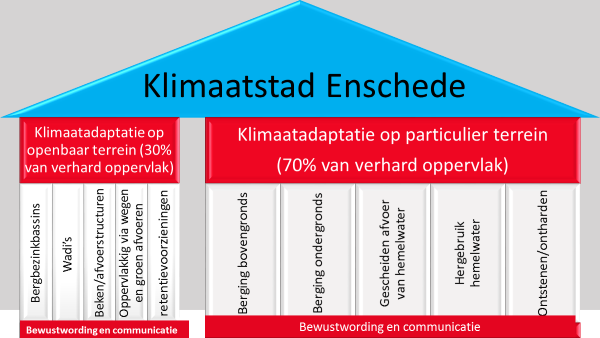 Klimaatstad Enschede
Klimaatadaptatie op
openbaar terrein (30%
van verhard oppervlak)
Bergbezinkbassins
Wadi's
Beken/afvoerstructuren
Oppervlakkig via wegen
en groen afvoeren
retentievoorzieningen
Bewustwording en communicatie
Klimaatadaptatie op particulier terrein
(70% van verhard oppervlak)
Berging bovengronds
Berging ondergronds
Gescheiden afvoer
van hemelwater
Hergebruik
hemelwater
Ontstenen/ontharden
Bewustwording en communicatie